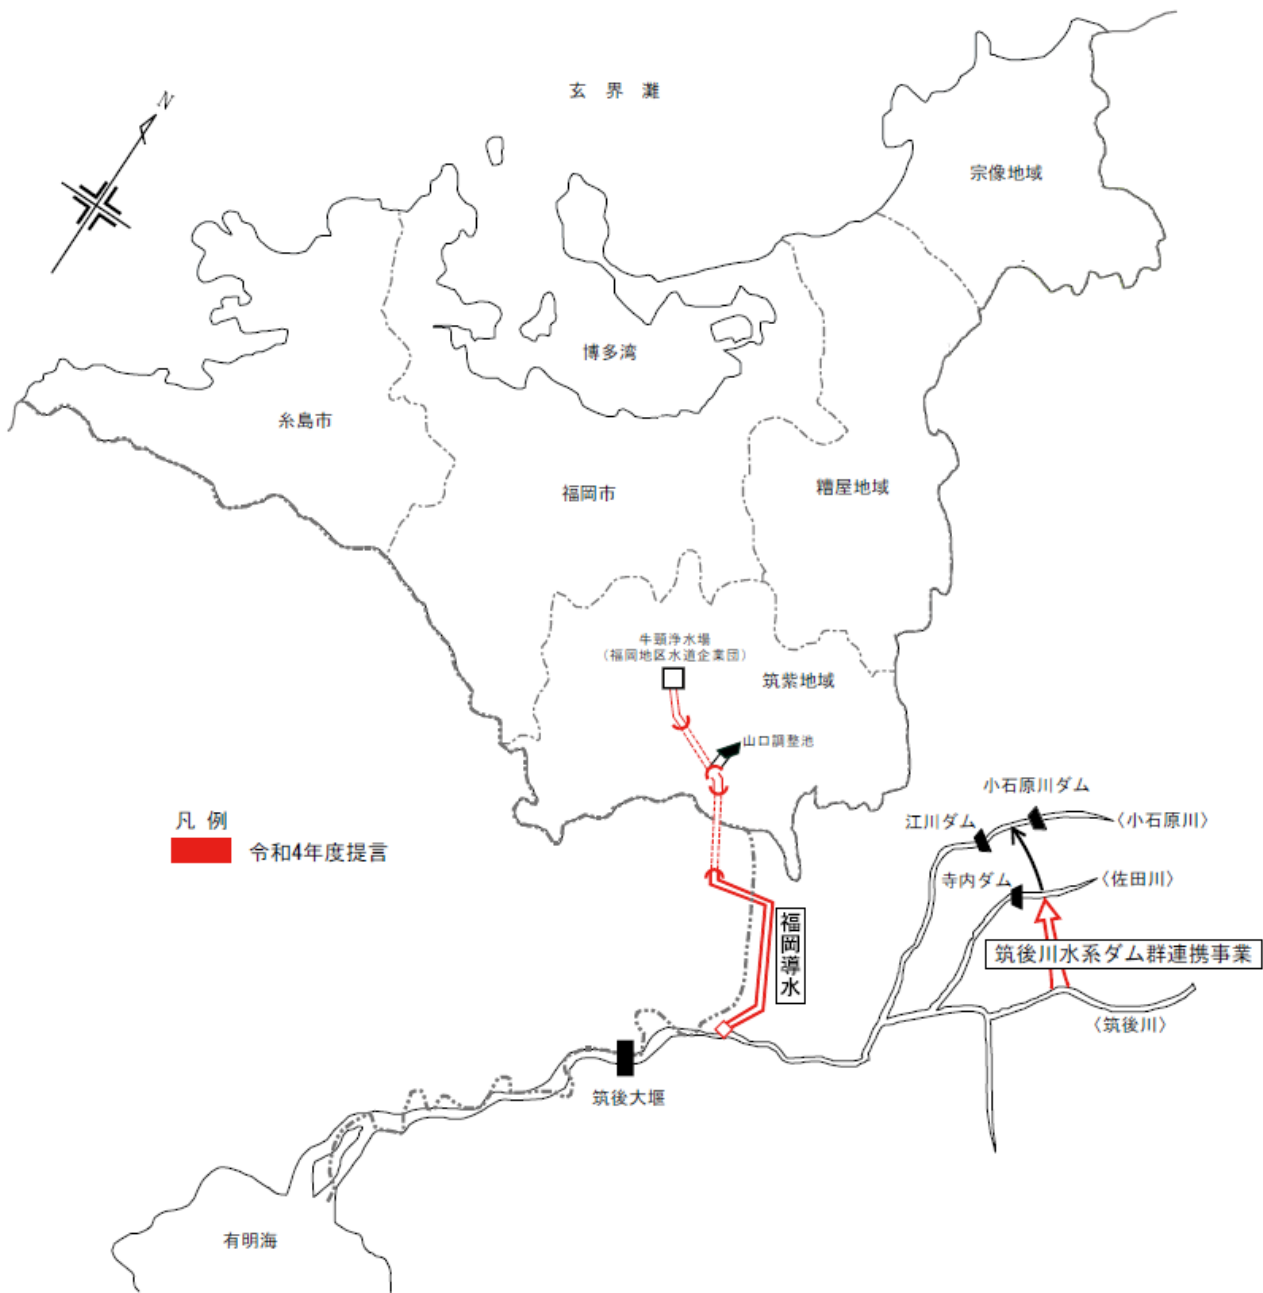 玄界灘
N
宗像地域
博多湾
糸島市
福岡市
糟屋地域
牛頸浄水場
(福岡地区水道企業団)
筑紫地域
山口調整池
小石原川ダム
凡例
江川ダム
〈小石原川〉
令和4年度提言
寺内ダム
〈佐田川〉
福岡導水
筑後川水系ダム群連携事業
〈筑後川〉
筑後大堰
有明海